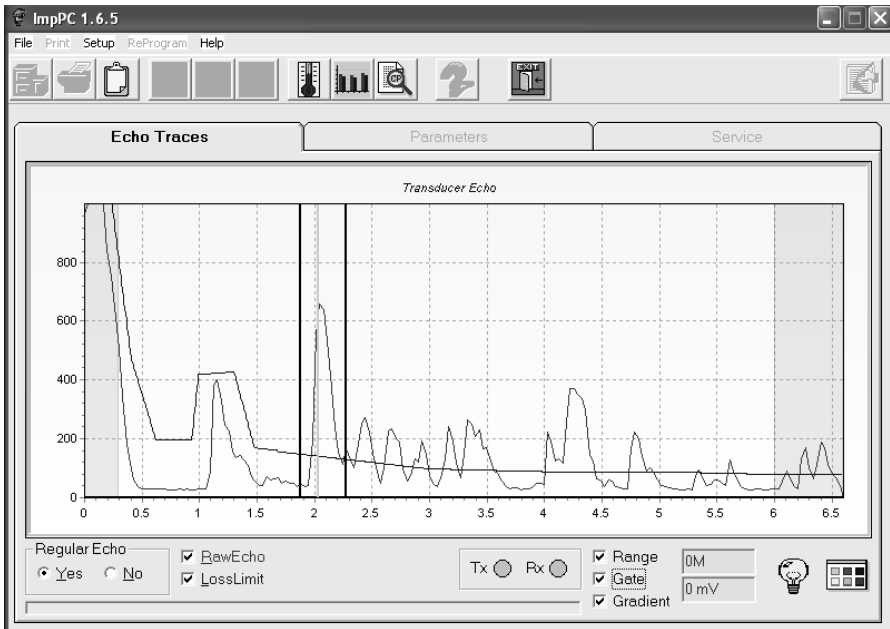 ImpPC 1.6.5
File Print Setup ReProgram Help
CP EXIT
Echo Traces Parameters Service
Transducer Echo
800
600
400
200
0
0 0.5 1 1.5 2 2.5 3 3.5 4 4.5 5 5.5 6 6.5
Regular Echo
Yes No
RawEcho
LossLimit
Tx Rx
Range
Gate
Gradient
0M
0 mV